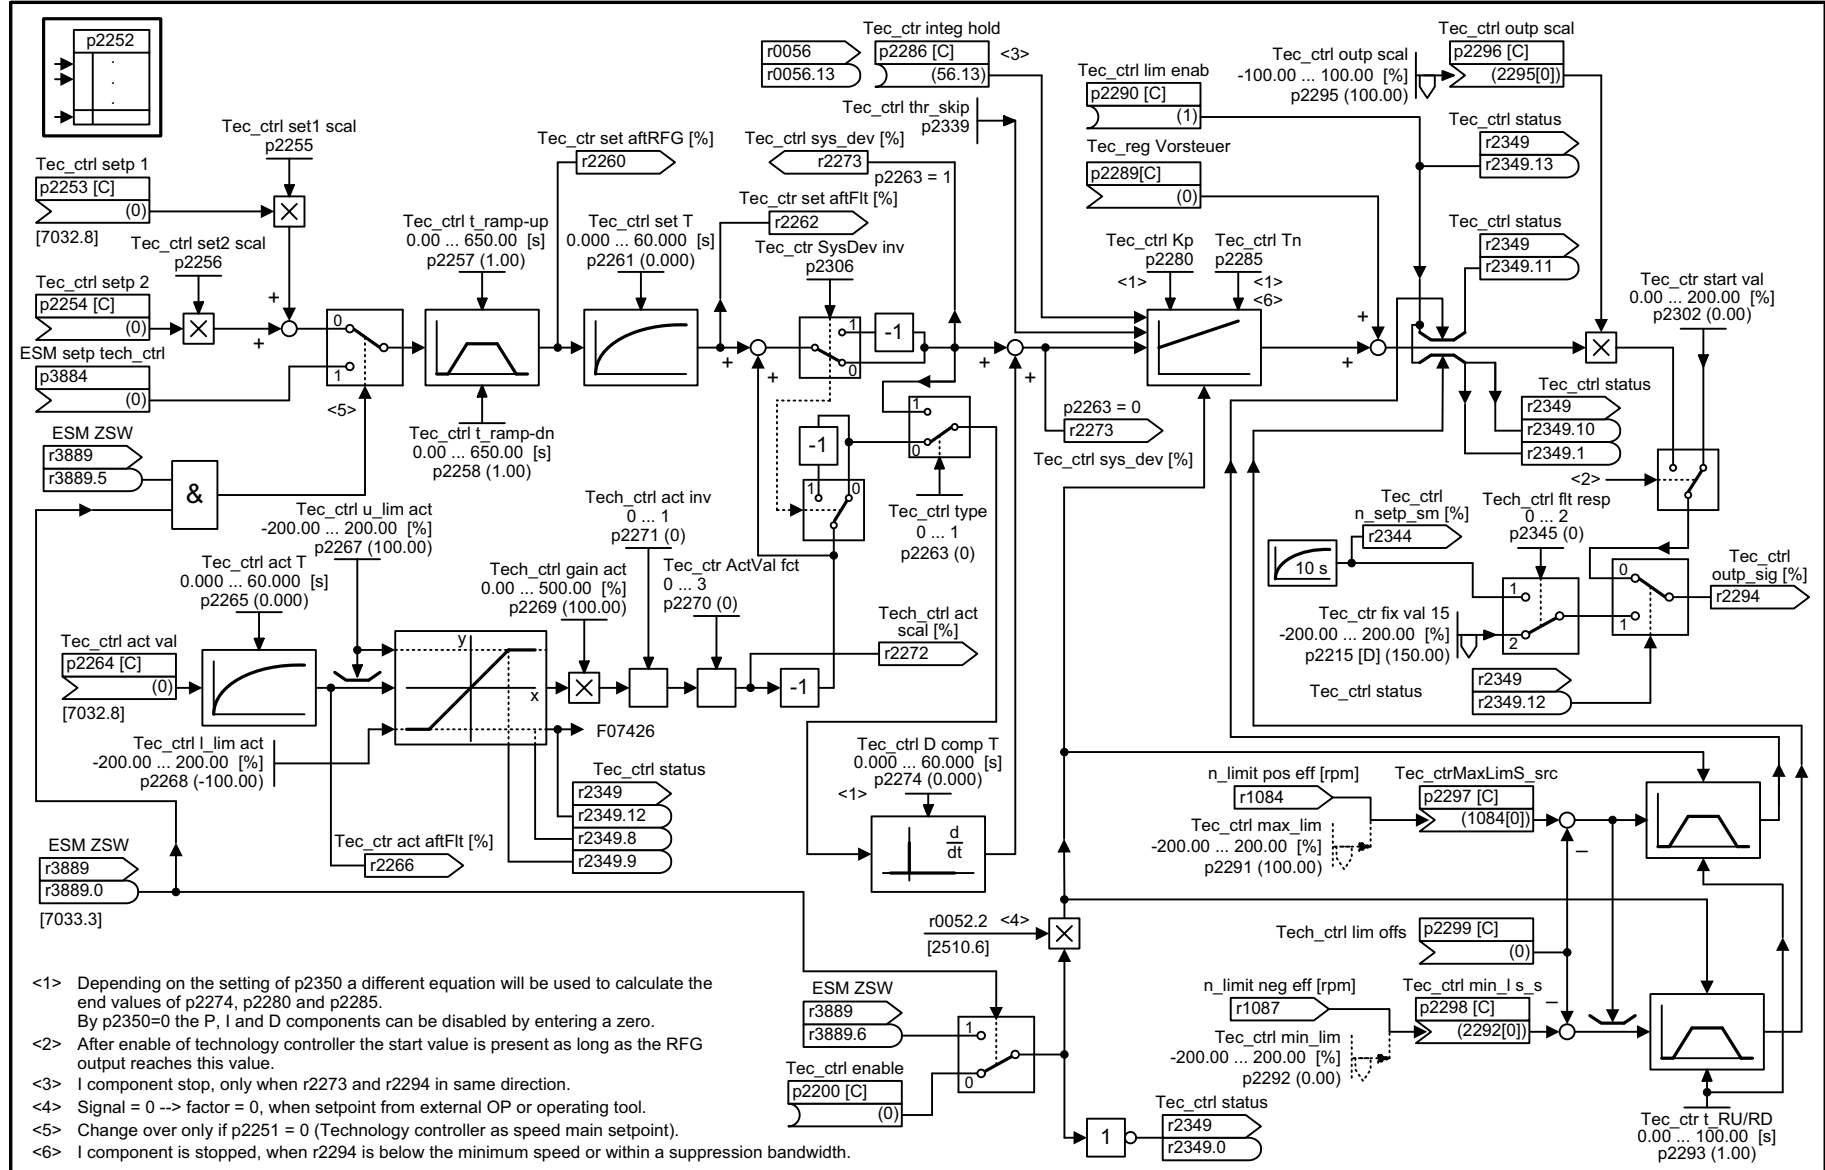 p2252
Tec_ctrl set1 scal
p2255
Tec_ctrl setp 1
p2253 [C]
(0)
[7032.8]
Tec_ctrl set2 scal
p2256
Tec_ctrl setp 2
p2254 [C]
(0)
ESM setp tech_ctrl
p3884
(0)
+
+
0
1
<5>
ESM ZSW
r3889
r3889.5
&
Tec_ctrl t_ramp-up
0.00 ... 650.00 [s]
p2257 (1.00)
Tec_ctrl t_ramp-dn
0.00 ... 650.00 [s]
p2258 (1.00)
Tec_ctr set aftRFG [%]
r2260
Tec_ctrl set T
0.000 ... 60.000 [s]
p2261 (0.000)
Tec_ctrl sys_dev [%]
r2273
p2263 = 1
Tec_ctr set aftFlt [%]
r2262
Tec_ctr SysDev inv
p2306
+
+
1
0
-1
r0056
r0056.13
Tec_ctr integ hold
p2286 [C]
(56.13)
<3>
Tec_ctrl thr_skip
p2339
-1
1
0
1
0
Tec_ctrl type
0 ... 1
p2263 (0)
+
+
p2263 = 0
r2273
Tec_ctrl sys_dev [%]
Tec_ctrl lim enab
p2290 [C]
(1)
Tec_reg Vorsteuer
p2289[C]
(0)
Tec_ctrl Kp
p2280
<1>
Tec_ctrl Tn
p2285
<1>
<6>
+
+
Tec_ctrl outp scal
-100.00 ... 100.00 [%]
p2295 (100.00)
Tec_ctrl outp scal
p2296 [C]
(2295[0])
Tec_ctrl status
r2349
r2349.13
Tec_ctrl status
r2349
r2349.11
Tec_ctr start val
0.00 ... 200.00 [%]
p2302 (0.00)
Tec_ctrl status
r2349
r2349.10
r2349.1
<2>
Tec_ctrl
n_setp_sm [%]
r2344
10 s
Tech_ctrl flt resp
0 ... 2
p2345 (0)
1
2
0
1
Tec_ctrl
outp_sig [%]
r2294
Tec_ctr fix val 15
-200.00 ... 200.00 [%]
p2215 [D] (150.00)
Tec_ctrl status
r2349
r2349.12
Tec_ctrl u_lim act
-200.00 ... 200.00 [%]
p2267 (100.00)
Tec_ctrl act T
0.000 ... 60.000 [s]
p2265 (0.000)
Tec_ctrl act val
p2264 [C]
(0)
[7032.8]
Tec_ctrl l_lim act
-200.00 ... 200.00 [%]
p2268 (-100.00)
y
x
F07426
Tec_ctrl status
r2349
r2349.12
r2349.8
r2349.9
Tec_ctr act aftFlt [%]
r2266
Tech_ctrl gain act
0.00 ... 500.00 [%]
p2269 (100.00)
Tech_ctrl act inv
0 ... 1
p2271 (0)
Tec_ctr ActVal fct
0 ... 3
p2270 (0)
Tech_ctrl act
scal [%]
r2272
-1
Tec_ctrl D comp T
0.000 ... 60.000 [s]
p2274 (0.000)
<1>
d
dt
ESM ZSW
r3889
r3889.0
[7033.3]
r0052.2 <4>
[2510.6]
ESM ZSW
r3889
r3889.6
1
0
Tec_ctrl enable
p2200 [C]
(0)
1
Tec_ctrl status
r2349
r2349.0
n_limit pos eff [rpm]
r1084
Tec_ctrl max_lim
-200.00 ... 200.00 [%]
p2291 (100.00)
Tec_ctrMaxLimS_src
p2297 [C]
(1084[0])
–
Tech_ctrl lim offs
p2299 [C]
(0)
n_limit neg eff [rpm]
r1087
Tec_ctrl min_l s_s
p2298 [C]
(2292[0])
–
Tec_ctrl min_lim
-200.00 ... 200.00 [%]
p2292 (0.00)
Tec_ctr t_RU/RD
0.00 ... 100.00 [s]
p2293 (1.00)
<1> Depending on the setting of p2350 a different equation will be used to calculate the
end values of p2274, p2280 and p2285.
By p2350=0 the P, I and D components can be disabled by entering a zero.
<2> After enable of technology controller the start value is present as long as the RFG
output reaches this value.
<3> I component stop, only when r2273 and r2294 in same direction.
<4> Signal = 0 --> factor = 0, when setpoint from external OP or operating tool.
<5> Change over only if p2251 = 0 (Technology controller as speed main setpoint).
<6> I component is stopped, when r2294 is below the minimum speed or within a suppression bandwidth.